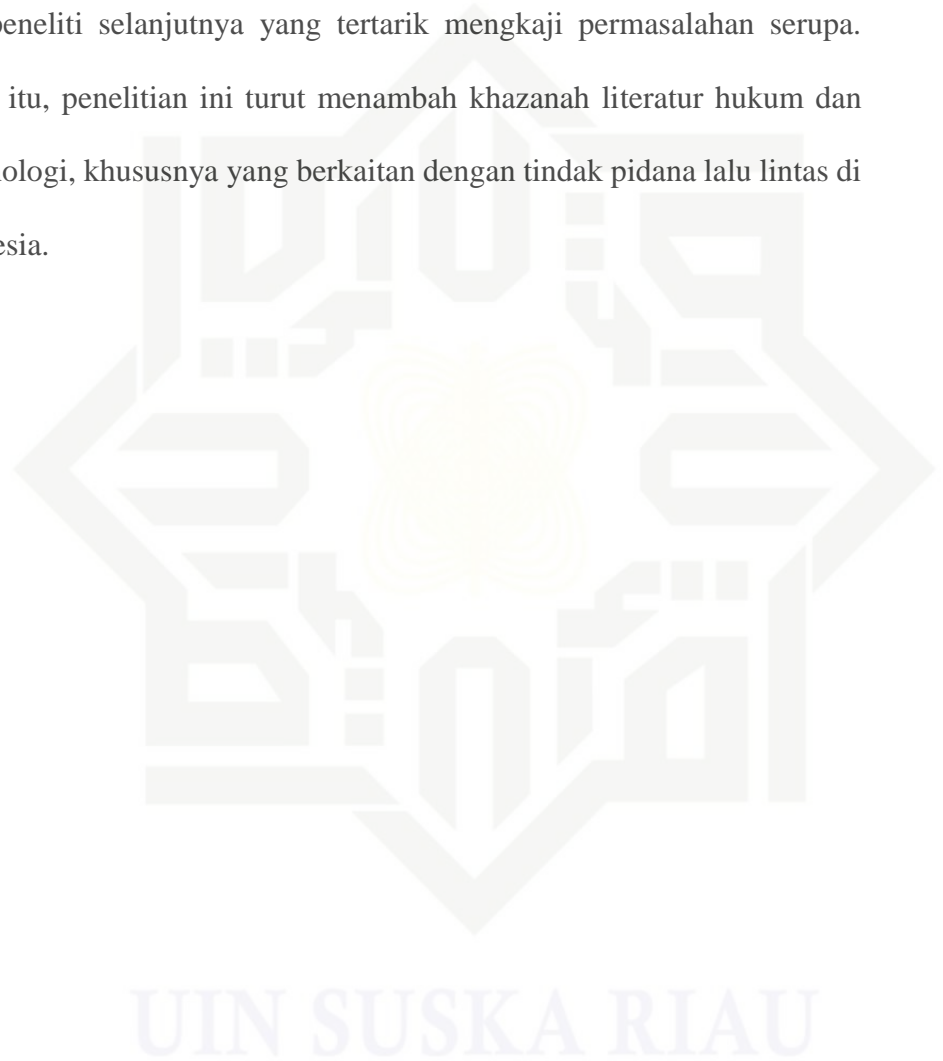 peneliti selanjutnya yang tertarik mengkaji permasalahan serupa.
itu, penelitian ini turut menambah khazanah literatur hukum dan
ologi, khususnya yang berkaitan dengan tindak pidana lalu lintas di
esia.
UIN SUSKA RIAU